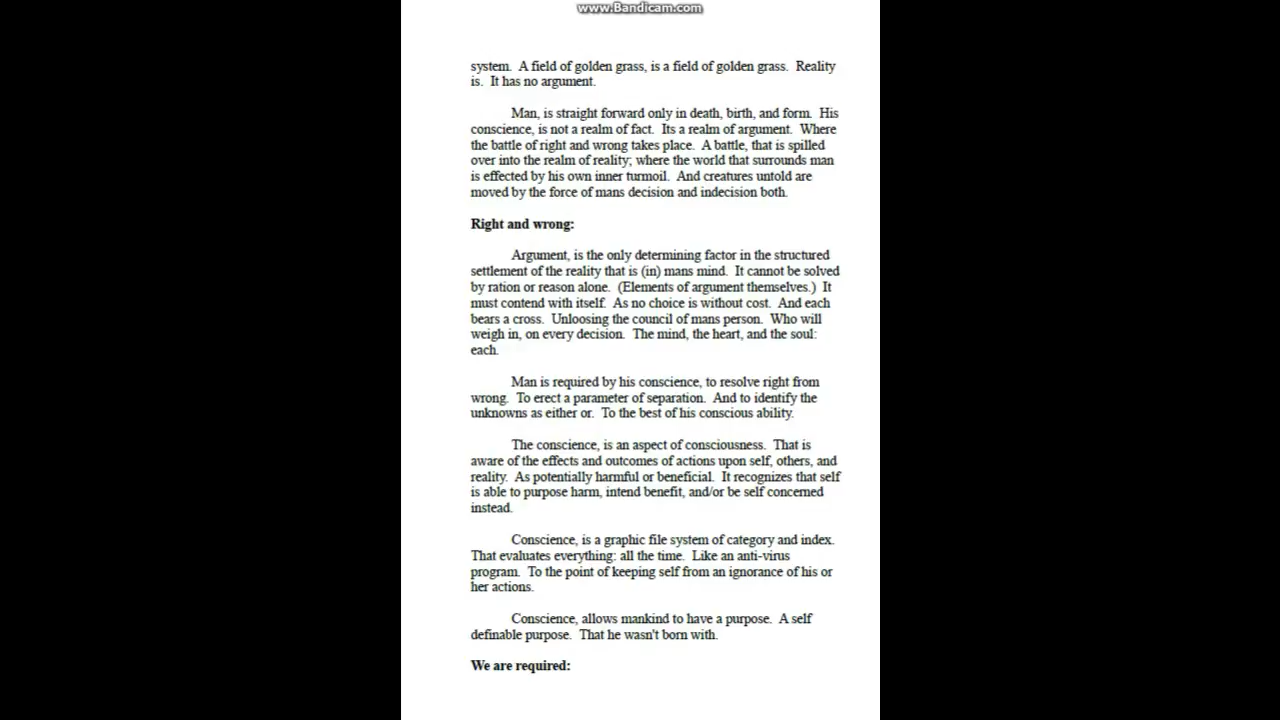 www.Bandicam.com
system. A field of golden grass, is a field of golden grass. Reality
is. It has no argument.
Man, is straight forward only in death, birth, and form. His
conscience, is not a realm of fact. Its a realm of argument. Where
the battle of right and wrong takes place. A battle, that is spilled
over into the realm of reality; where the world that surrounds man
is effected by his own inner turmoil. And creatures untold are
moved by the force of mans decision and indecision both.
Right and wrong:
Argument, is the only determining factor in the structured
settlement of the reality that is (in) mans mind. It cannot be solved
by ration or reason alone. (Elements of argument themselves.) It
must contend with itself. As no choice is without cost. And each
bears a cross. Unloosing the council of mans person. Who will
weigh in, on every decision. The mind, the heart, and the soul:
each.
Man is required by his conscience, to resolve right from
wrong. To erect a parameter of separation. And to identify the
unknowns as either or. To the best of his conscious ability.
The conscience, is an aspect of consciousness. That is
aware of the effects and outcomes of actions upon self, others, and
reality. As potentially harmful or beneficial. It recognizes that self
is able to purpose harm, intend benefit, and/or be self concerned
instead.
Conscience, is a graphic file system of category and index.
That evaluates everything: all the time. Like an anti-virus
program. To the point of keeping self from an ignorance of his or
her actions.
Conscience, allows mankind to have a purpose. A self
definable purpose. That he wasn't born with.
We are required: